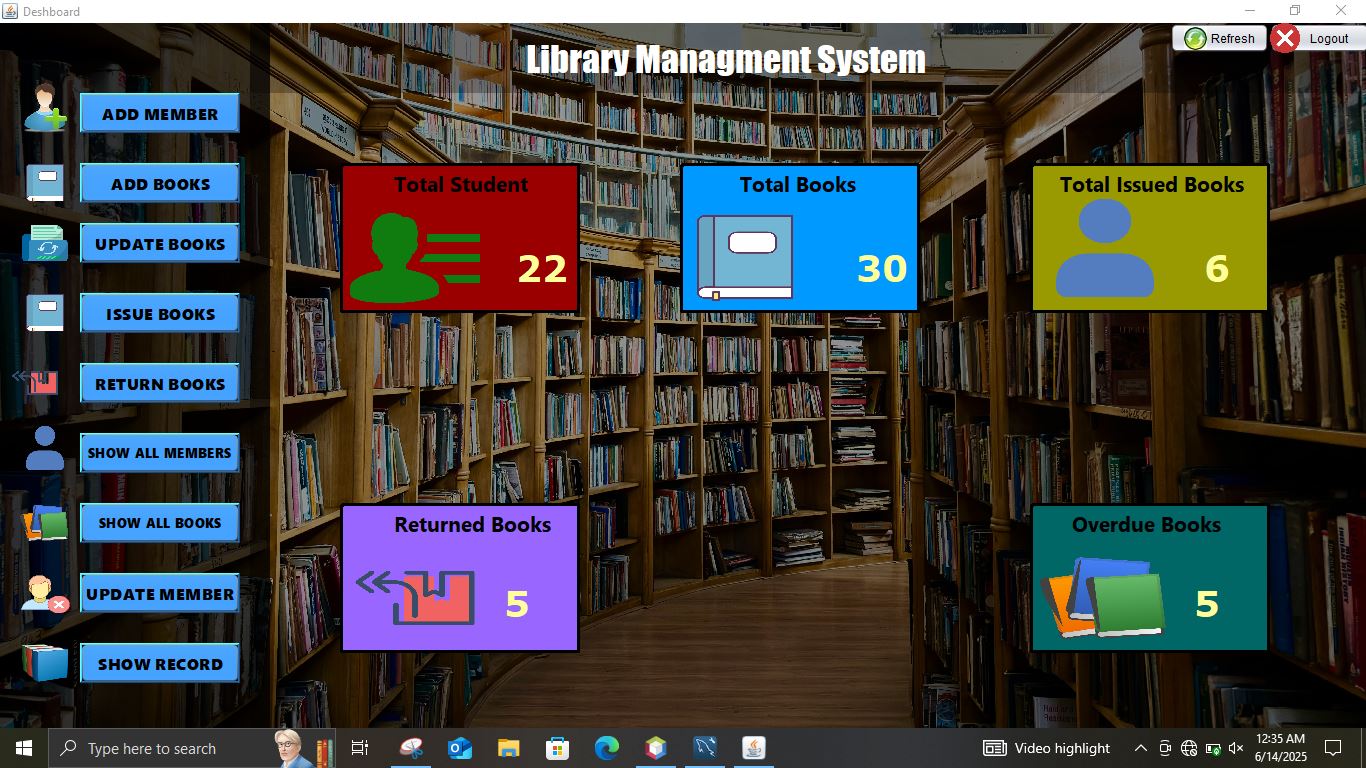 Deshboard
Library Managment System
Refresh
Logout
ADD MEMBER
ADD BOOKS
UPDATE BOOKS
ISSUE BOOKS
RETURN BOOKS
SHOW ALL MEMBERS
SHOW ALL BOOKS
UPDATE MEMBER
SHOW RECORD
Total Student
22
Total Books
30
Total Issued Books
6
Returned Books
5
Overdue Books
5
Type here to search
Video highlight
12:35 AM
6/14/2025